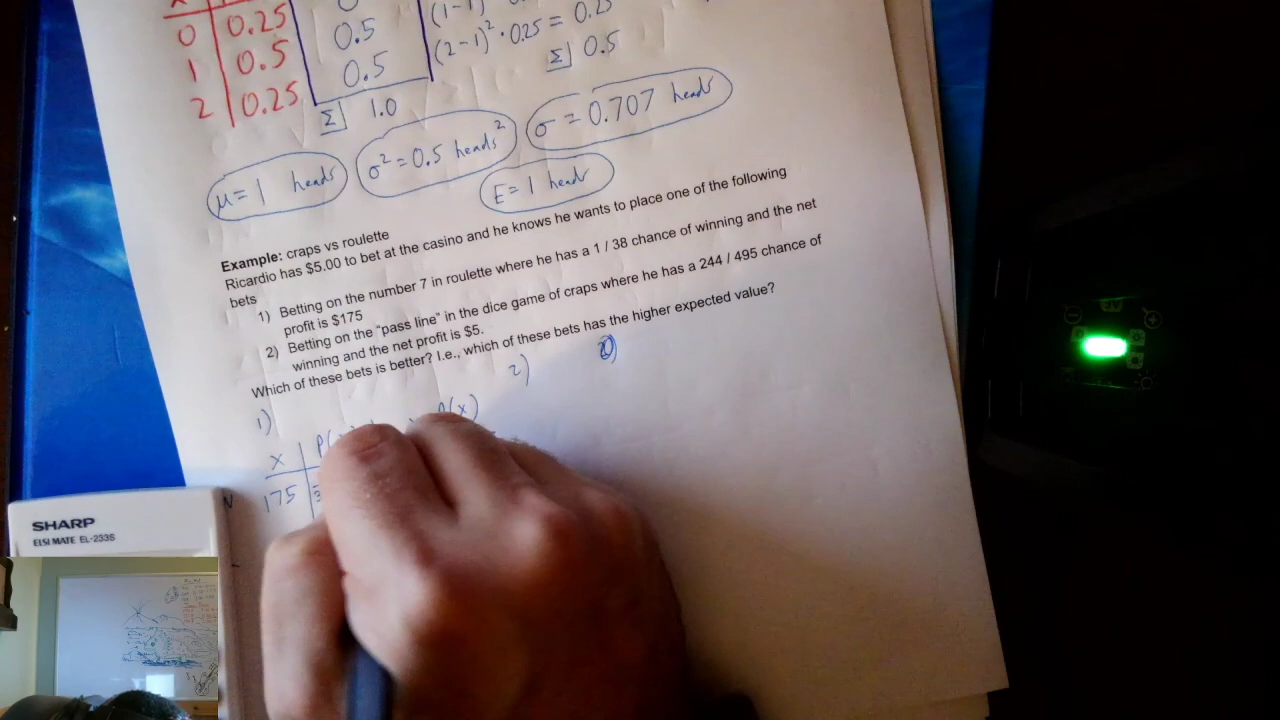 0 0.25
0.5
1 0.5 0.5
2 0.25
Σ 1.0
(2-1)² · 0.25 = 0.25
Σ 0.5
μ = 1 heads
σ² = 0.5 heads²
σ = 0.707 heads
E = 1 heads
Example: craps vs roulette
Ricardio has $5.00 to bet at the casino and he knows he wants to place one of the following
bets
1) Betting on the number 7 in roulette where he has a 1 / 38 chance of winning and the net
profit is $175
2) Betting on the “pass line” in the dice game of craps where he has a 244 / 495 chance of
winning and the net profit is $5.
Which of these bets is better? I.e., which of these bets has the higher expected value?
1)
2)
x
175
SHARP
ELSI MATE EL-233S